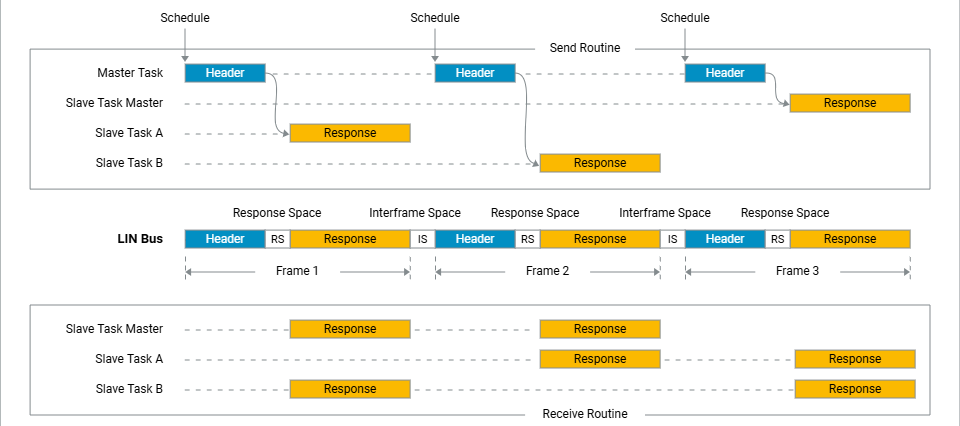 Schedule Schedule Schedule
Send Routine
Master Task Header Header Header
Slave Task Master Response
Slave Task A Response
Slave Task B Response
Response Space Interframe Space Response Space Interframe Space Response Space
LIN Bus Header RS Response IS Header RS Response IS Header RS Response
Frame 1 Frame 2 Frame 3
Slave Task Master Response Response
Slave Task A Response Response
Slave Task B Response Response
Receive Routine